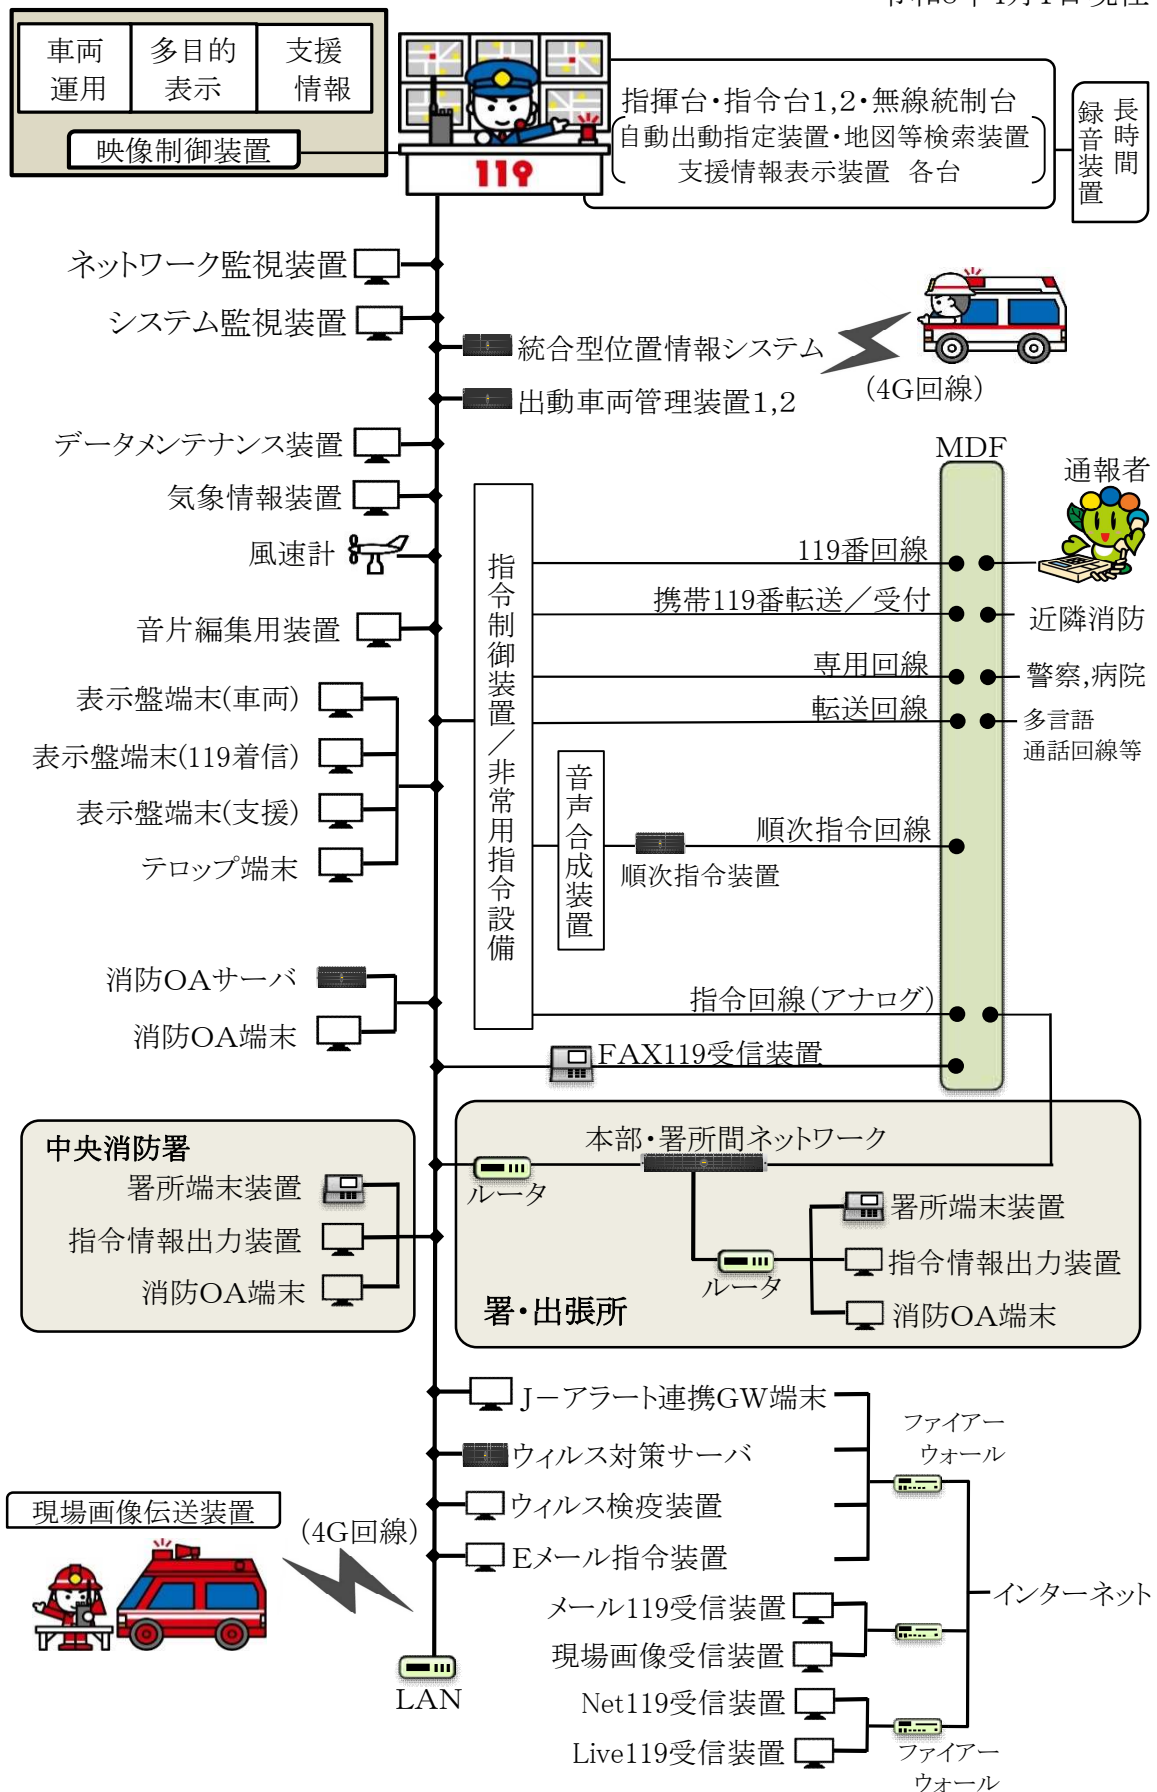 車両
運用
多目的
表示
支援
情報
映像制御装置
119
指揮台・指令台1,2・無線統制台
自動出動指定装置・地図等検索装置
支援情報表示装置 各台
長時間
録音装置
ネットワーク監視装置
システム監視装置
統合型位置情報システム
(4G回線)
出動車両管理装置1,2
データメンテナンス装置
気象情報装置
風速計
音片編集用装置
表示盤端末(車両)
表示盤端末(119着信)
表示盤端末(支援)
テロップ端末
消防OAサーバ
消防OA端末
指令制御装置/非常用指令設備
MDF
通報者
119番回線
携帯119番転送/受付
近隣消防
専用回線
警察,病院
転送回線
多言語
通話回線等
音声合成装置
順次指令回線
順次指令装置
指令回線(アナログ)
FAX119受信装置
中央消防署
署所端末装置
指令情報出力装置
消防OA端末
本部・署所間ネットワーク
ルータ
ルータ
署所端末装置
指令情報出力装置
消防OA端末
署・出張所
J-アラート連携GW端末
ウィルス対策サーバ
ウィルス検疫装置
Eメール指令装置
ファイアー
ウォール
現場画像伝送装置
(4G回線)
メール119受信装置
現場画像受信装置
Net119受信装置
Live119受信装置
インターネット
ファイアー
ウォール
LAN